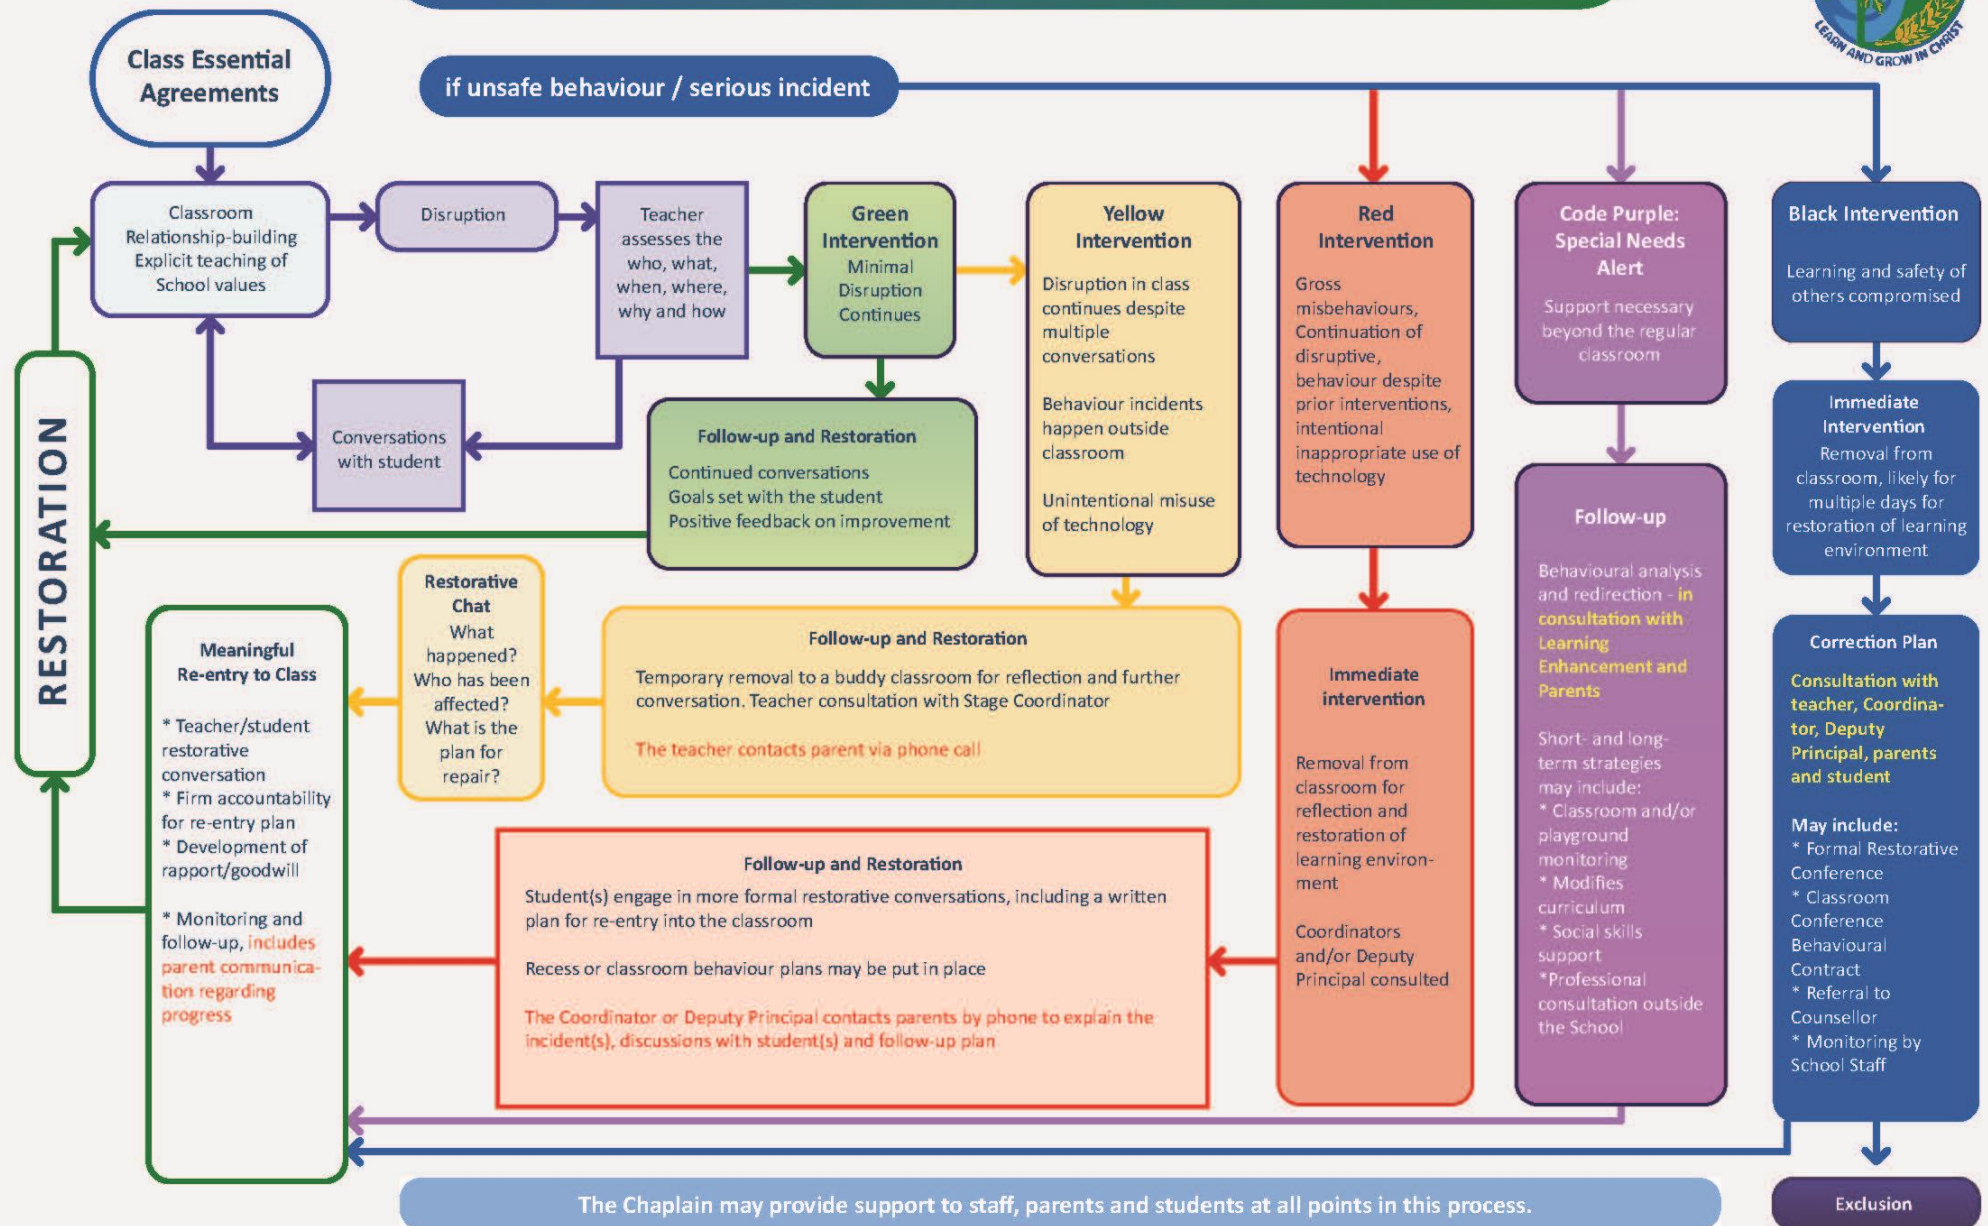 LEARN AND GROW IN CHRIST
Class Essential
Agreements
if unsafe behaviour / serious incident
Classroom
Relationship-building
Explicit teaching of
School values
Disruption
Teacher
assesses the
who, what,
when, where,
why and how
Conversations
with student
Green
Intervention
Minimal
Disruption
Continues
Follow-up and Restoration
Continued conversations
Goals set with the student
Positive feedback on improvement
Yellow
Intervention
Disruption in class
continues despite
multiple
conversations
Behaviour incidents
happen outside
classroom
Unintentional misuse
of technology
Follow-up and Restoration
Temporary removal to a buddy classroom for reflection and further
conversation. Teacher consultation with Stage Coordinator
The teacher contacts parent via phone call
Restorative
Chat
What
happened?
Who has been
affected?
What is the
plan for
repair?
Red
Intervention
Gross
misbehaviours,
Continuation of
disruptive,
behaviour despite
prior interventions,
intentional
inappropriate use of
technology
Immediate
intervention
Removal from
classroom for
reflection and
restoration of
learning environ-
ment
Coordinators
and/or Deputy
Principal consulted
Follow-up and Restoration
Student(s) engage in more formal restorative conversations, including a written
plan for re-entry into the classroom
Recess or classroom behaviour plans may be put in place
The Coordinator or Deputy Principal contacts parents by phone to explain the
incident(s), discussions with student(s) and follow-up plan
Code Purple:
Special Needs
Alert
Support necessary
beyond the regular
classroom
Follow-up
Behavioural analysis
and redirection - in
consultation with
Learning
Enhancement and
Parents
Short- and long-
term strategies
may include:
* Classroom and/or
playground
monitoring
* Modifies
curriculum
* Social skills
support
*Professional
consultation outside
the School
Black Intervention
Learning and safety of
others compromised
Immediate
Intervention
Removal from
classroom, likely for
multiple days for
restoration of learning
environment
Correction Plan
Consultation with
teacher, Coordina-
tor, Deputy
Principal, parents
and student
May include:
* Formal Restorative
Conference
* Classroom
Conference
Behavioural
Contract
* Referral to
Counsellor
* Monitoring by
School Staff
Exclusion
Meaningful
Re-entry to Class
* Teacher/student
restorative
conversation
* Firm accountability
for re-entry plan
* Development of
rapport/goodwill
* Monitoring and
follow-up, includes
parent communica-
tion regarding
progress
RESTORATION
The Chaplain may provide support to staff, parents and students at all points in this process.